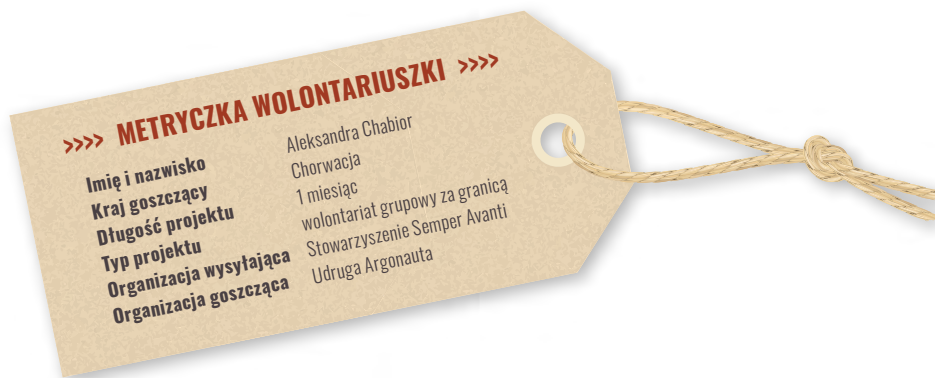 >>>> METRYCZKA WOLONTARIUSZKI >>>>
Imię i nazwisko Aleksandra Chabior
Kraj goszczący Chorwacja
Długość projektu 1 miesiąc
Typ projektu wolontariat grupowy za granicą
Organizacja wysyłająca Stowarzyszenie Semper Avanti
Organizacja goszcząca Udruga Argonauta